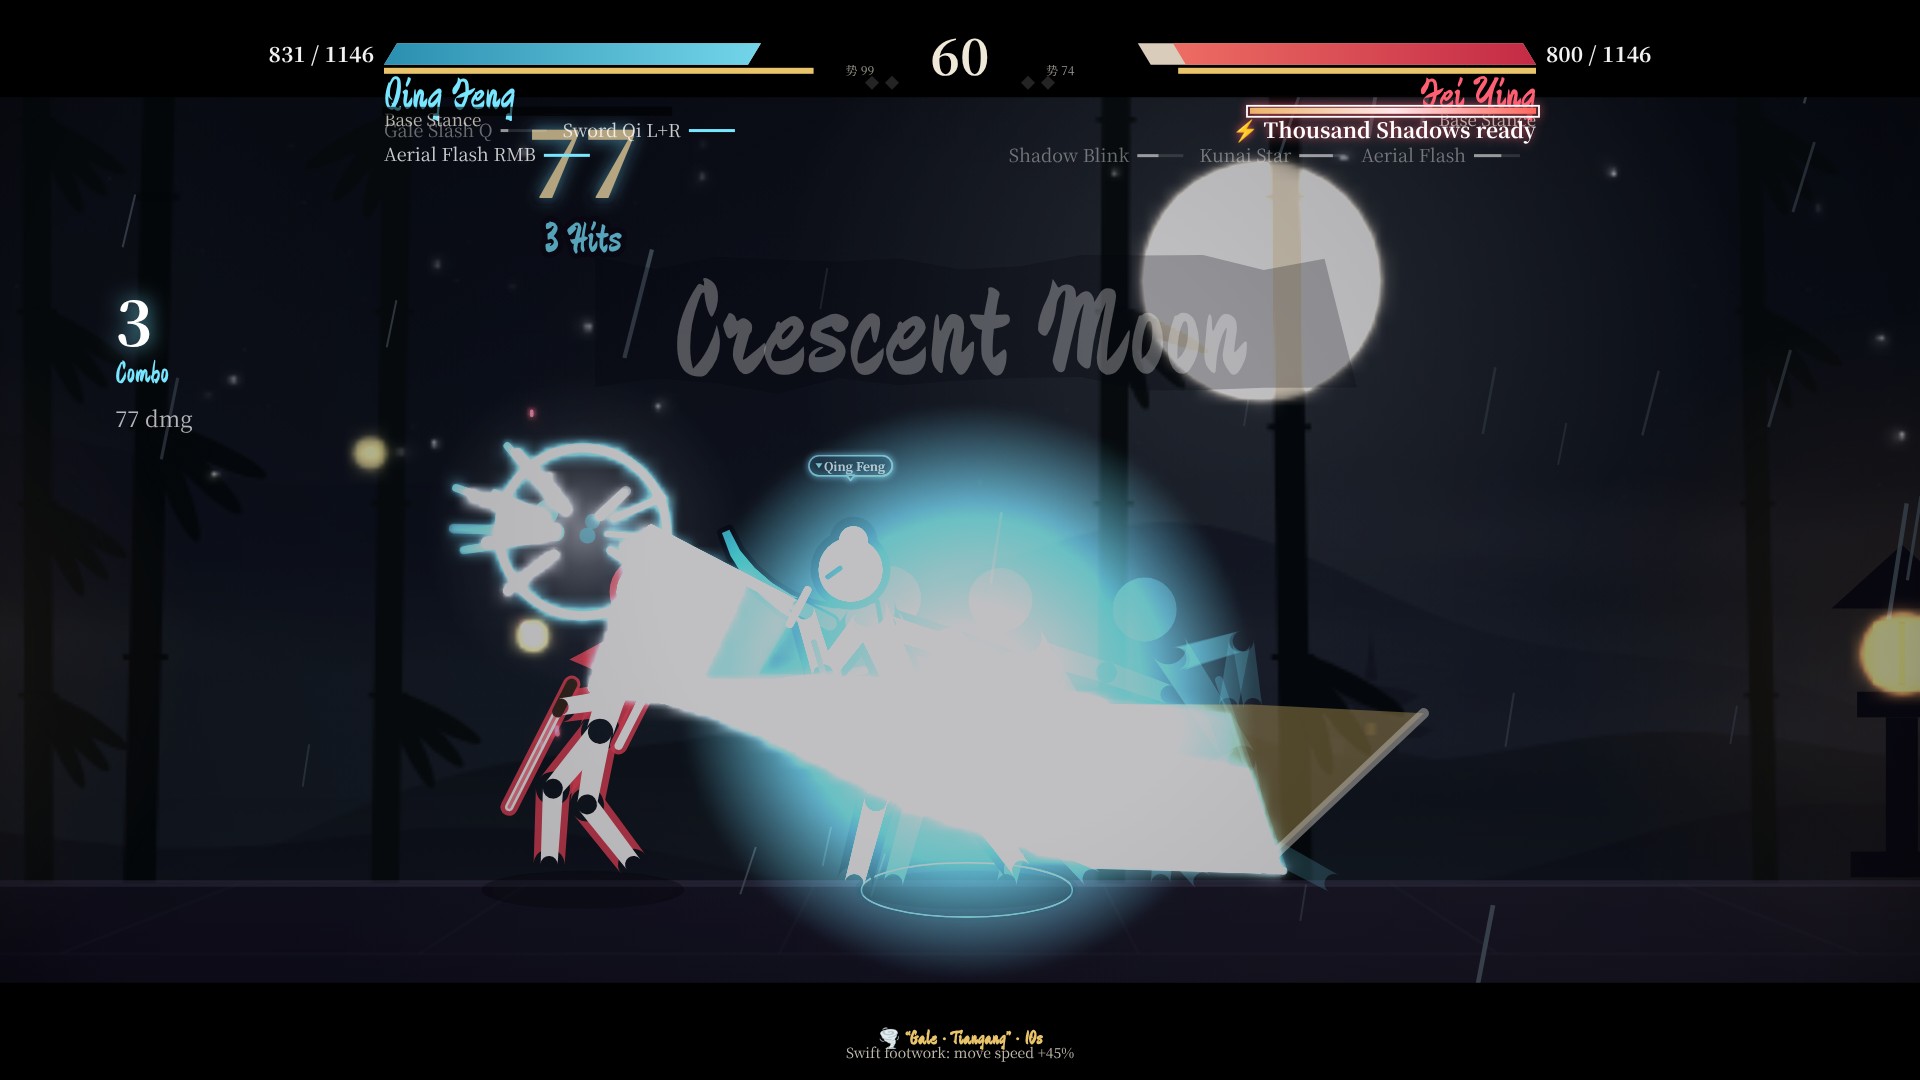 831 / 1146
势 99
60
势 74
800 / 1146
Qing Feng
Fei Ying
Base Stance
Base Stance
Gale Slash Q
Sword Qi L+R
⚡ Thousand Shadows ready
Aerial Flash RMB
Shadow Blink
Kunai Star
Aerial Flash
77
3 Hits
Crescent Moon
3
Combo
77 dmg
▾Qing Feng
"Gale · Tiangang" · 10s
Swift footwork: move speed +45%